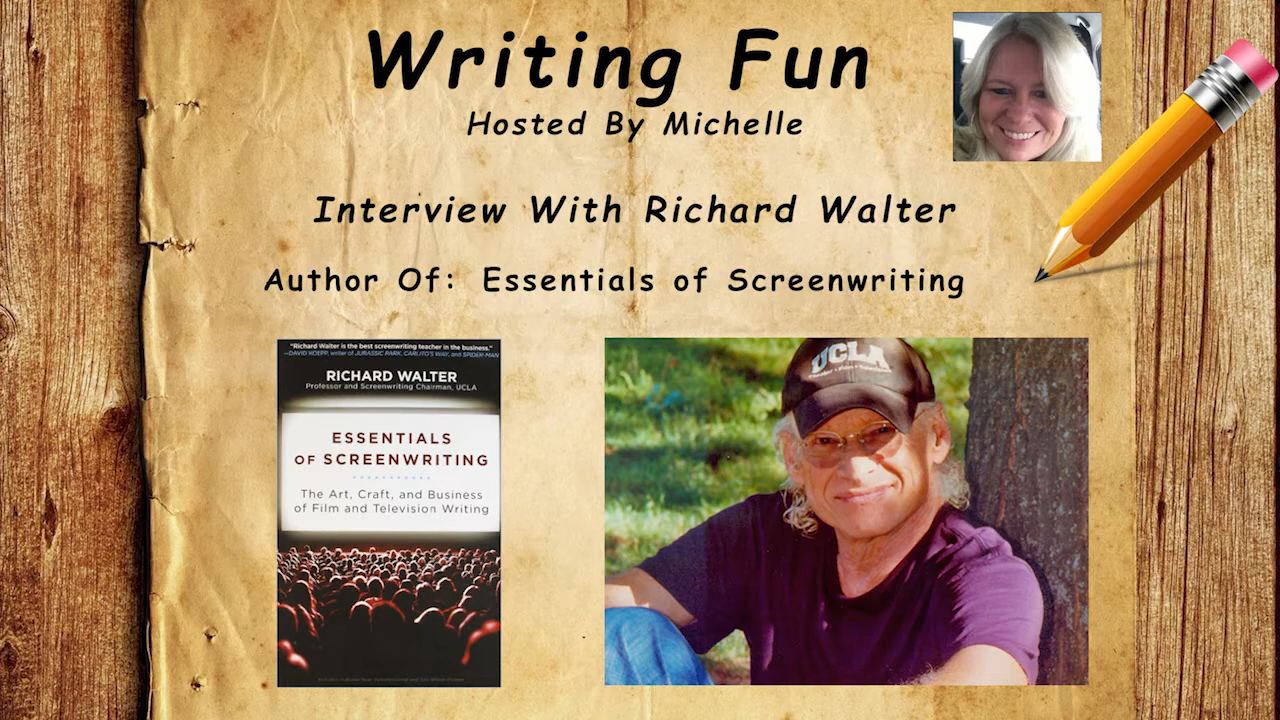 Writing Fun
Hosted By Michelle
Interview With Richard Walter
Author Of: Essentials of Screenwriting
"Richard Walter is the best screenwriting teacher in the business."
—DAVID KOEPP, writer of JURASSIC PARK, CARLITO'S WAY, and SPIDER-MAN
RICHARD WALTER
Professor and Screenwriting Chairman, UCLA
ESSENTIALS
OF SCREENWRITING
The Art, Craft, and Business
of Film and Television Writing
UCLA